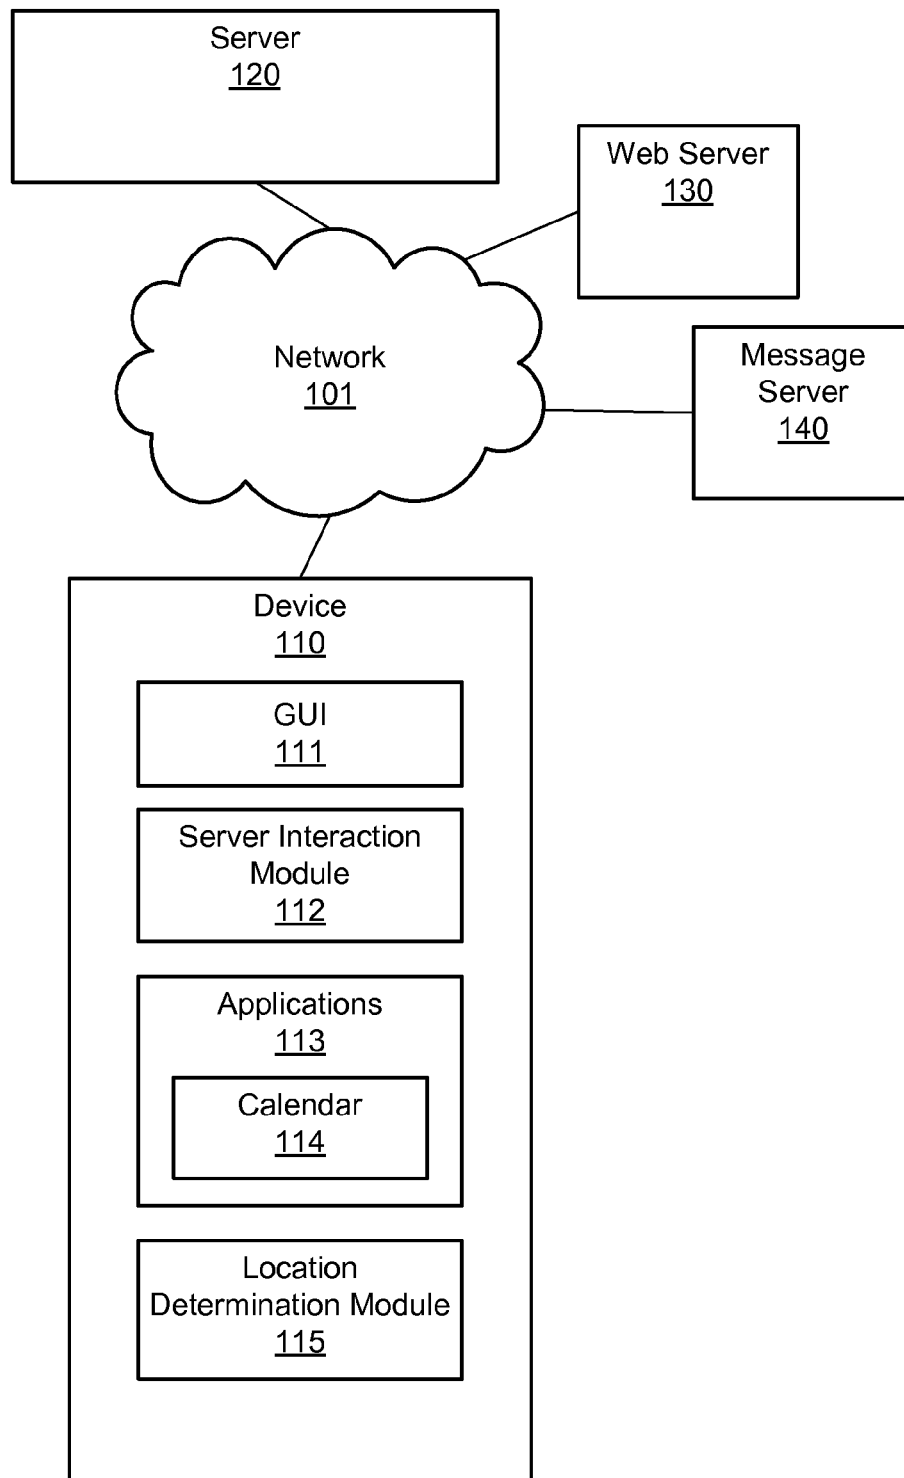 Server
120
Web Server
130
Network
101
Message
Server
140
Device
110
GUI
111
Server Interaction
Module
112
Applications
113
Calendar
114
Location
Determination Module
115